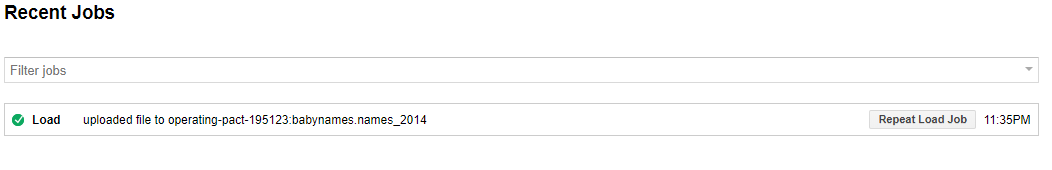 Recent Jobs
Filter jobs
Load uploaded file to operating-pact-195123:babynames.names_2014 Repeat Load Job 11:35PM